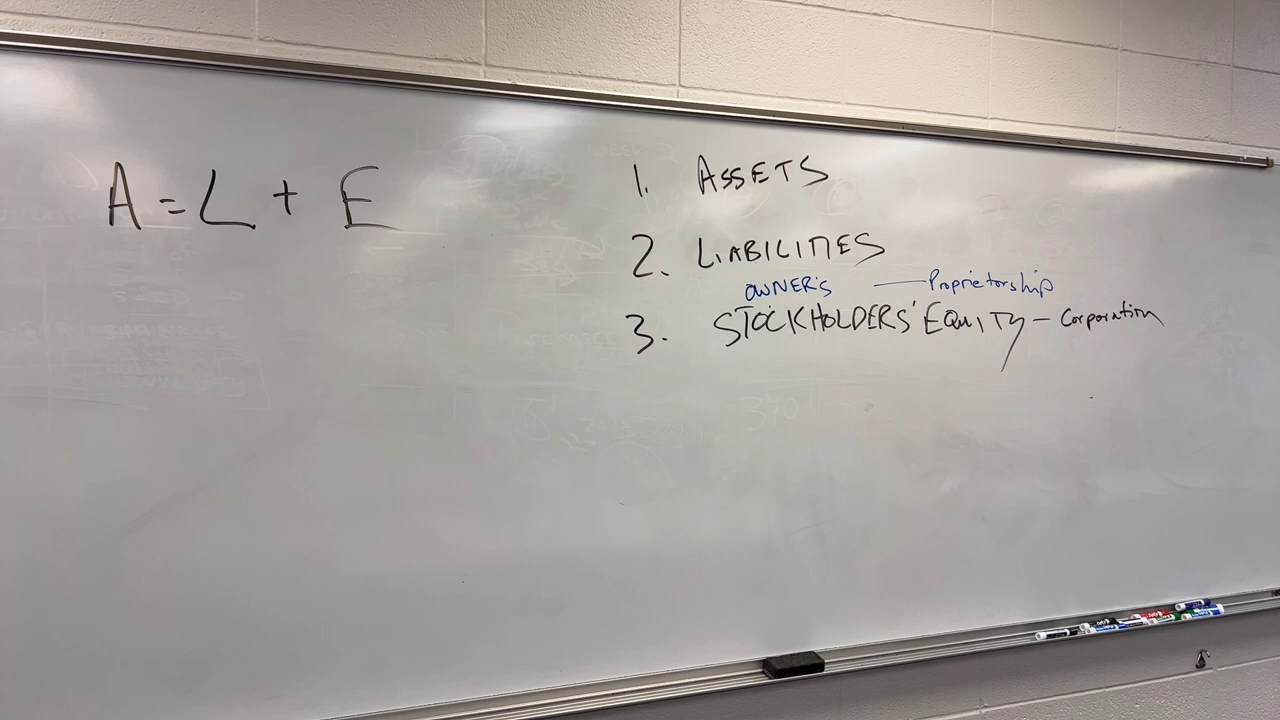 A = L + E
1. ASSETS
2. LIABILITIES
OWNER'S — Proprietorship
3. STOCKHOLDERS' EQUITY — Corporation